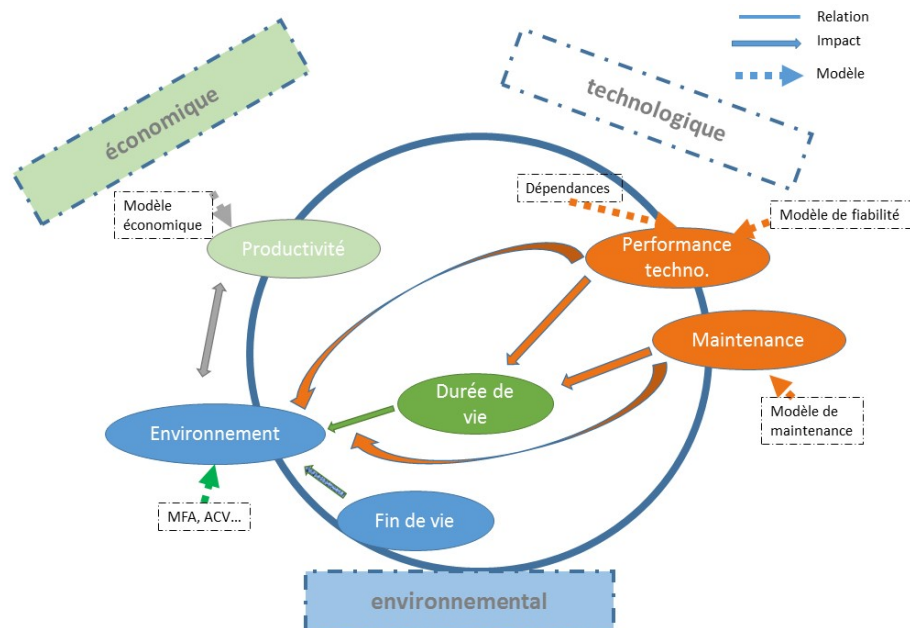 Relation
Impact
Modèle
économique
technologique
Dépendances
Modèle
économique
Modèle de fiabilité
Productivité
Performance
techno.
Maintenance
Durée de
vie
Modèle de
maintenance
Environnement
MFA, ACV...
Fin de vie
environnemental